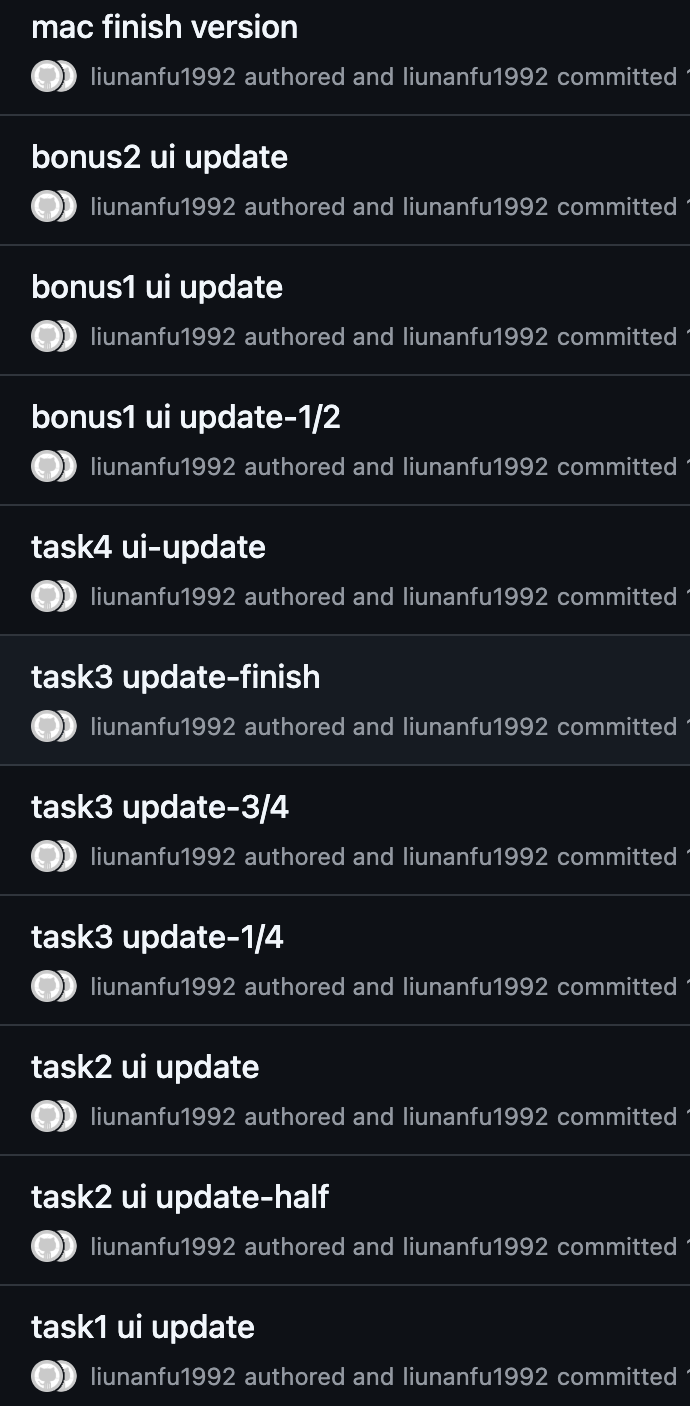 mac finish version
liunanfu1992 authored and liunanfu1992 committed
bonus2 ui update
liunanfu1992 authored and liunanfu1992 committed
bonus1 ui update
liunanfu1992 authored and liunanfu1992 committed
bonus1 ui update-1/2
liunanfu1992 authored and liunanfu1992 committed
task4 ui-update
liunanfu1992 authored and liunanfu1992 committed
task3 update-finish
liunanfu1992 authored and liunanfu1992 committed
task3 update-3/4
liunanfu1992 authored and liunanfu1992 committed
task3 update-1/4
liunanfu1992 authored and liunanfu1992 committed
task2 ui update
liunanfu1992 authored and liunanfu1992 committed
task2 ui update-half
liunanfu1992 authored and liunanfu1992 committed
task1 ui update
liunanfu1992 authored and liunanfu1992 committed